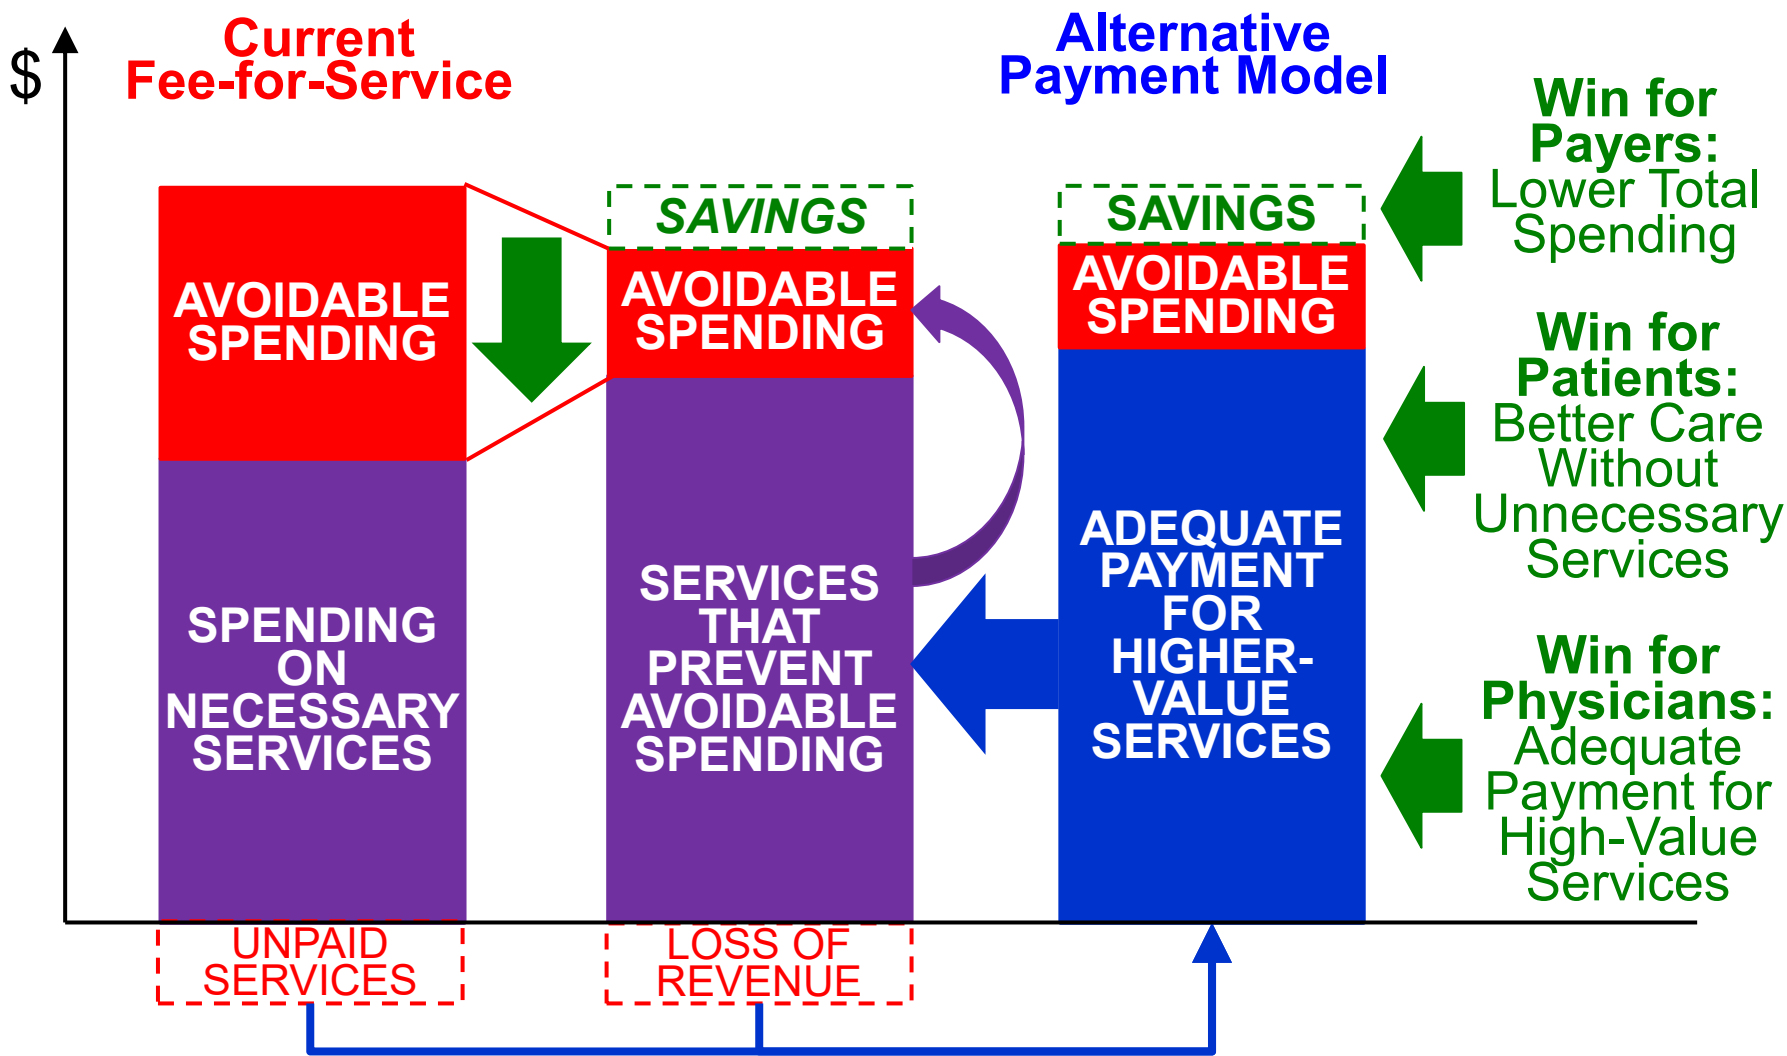 $
Current
Fee-for-Service
Alternative
Payment Model
AVOIDABLE
SPENDING
SPENDING
ON
NECESSARY
SERVICES
UNPAID
SERVICES
SAVINGS
AVOIDABLE
SPENDING
SERVICES
THAT
PREVENT
AVOIDABLE
SPENDING
LOSS OF
REVENUE
SAVINGS
AVOIDABLE
SPENDING
ADEQUATE
PAYMENT
FOR
HIGHER-
VALUE
SERVICES
Win for
Payers:
Lower Total
Spending
Win for
Patients:
Better Care
Without
Unnecessary
Services
Win for
Physicians:
Adequate
Payment for
High-Value
Services